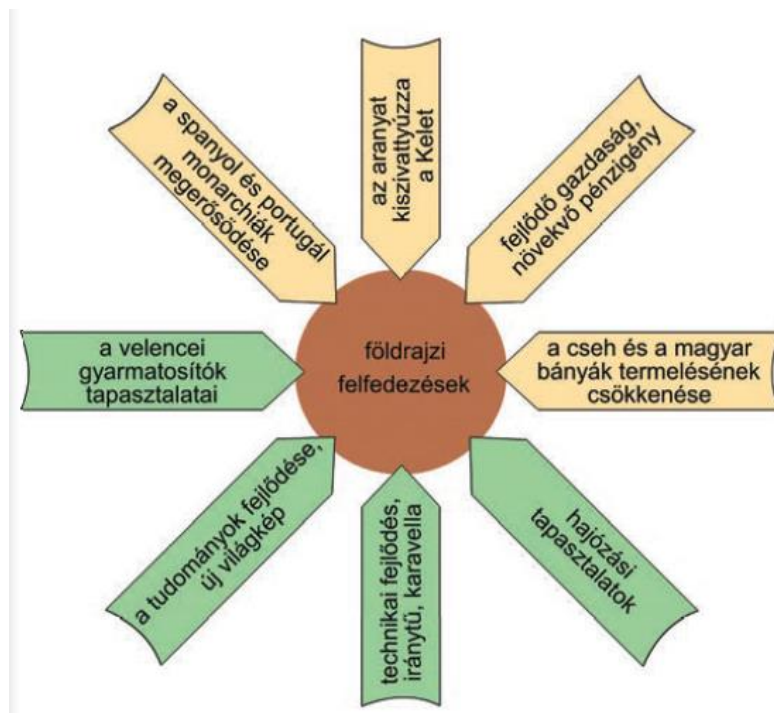 a spanyol és portugál
monarchiák
megerősödése
az aranyat
kiszivattyúzza
a Kelet
fejlődő gazdaság,
növekvő pénzigény
a velencei
gyarmatosítók
tapasztalatai
földrajzi
felfedezések
a cseh és a magyar
bányák termelésének
csökkenése
a tudományok fejlődése,
új világkép
technikai fejlődés,
iránytű, karavella
hajózási
tapasztalatok